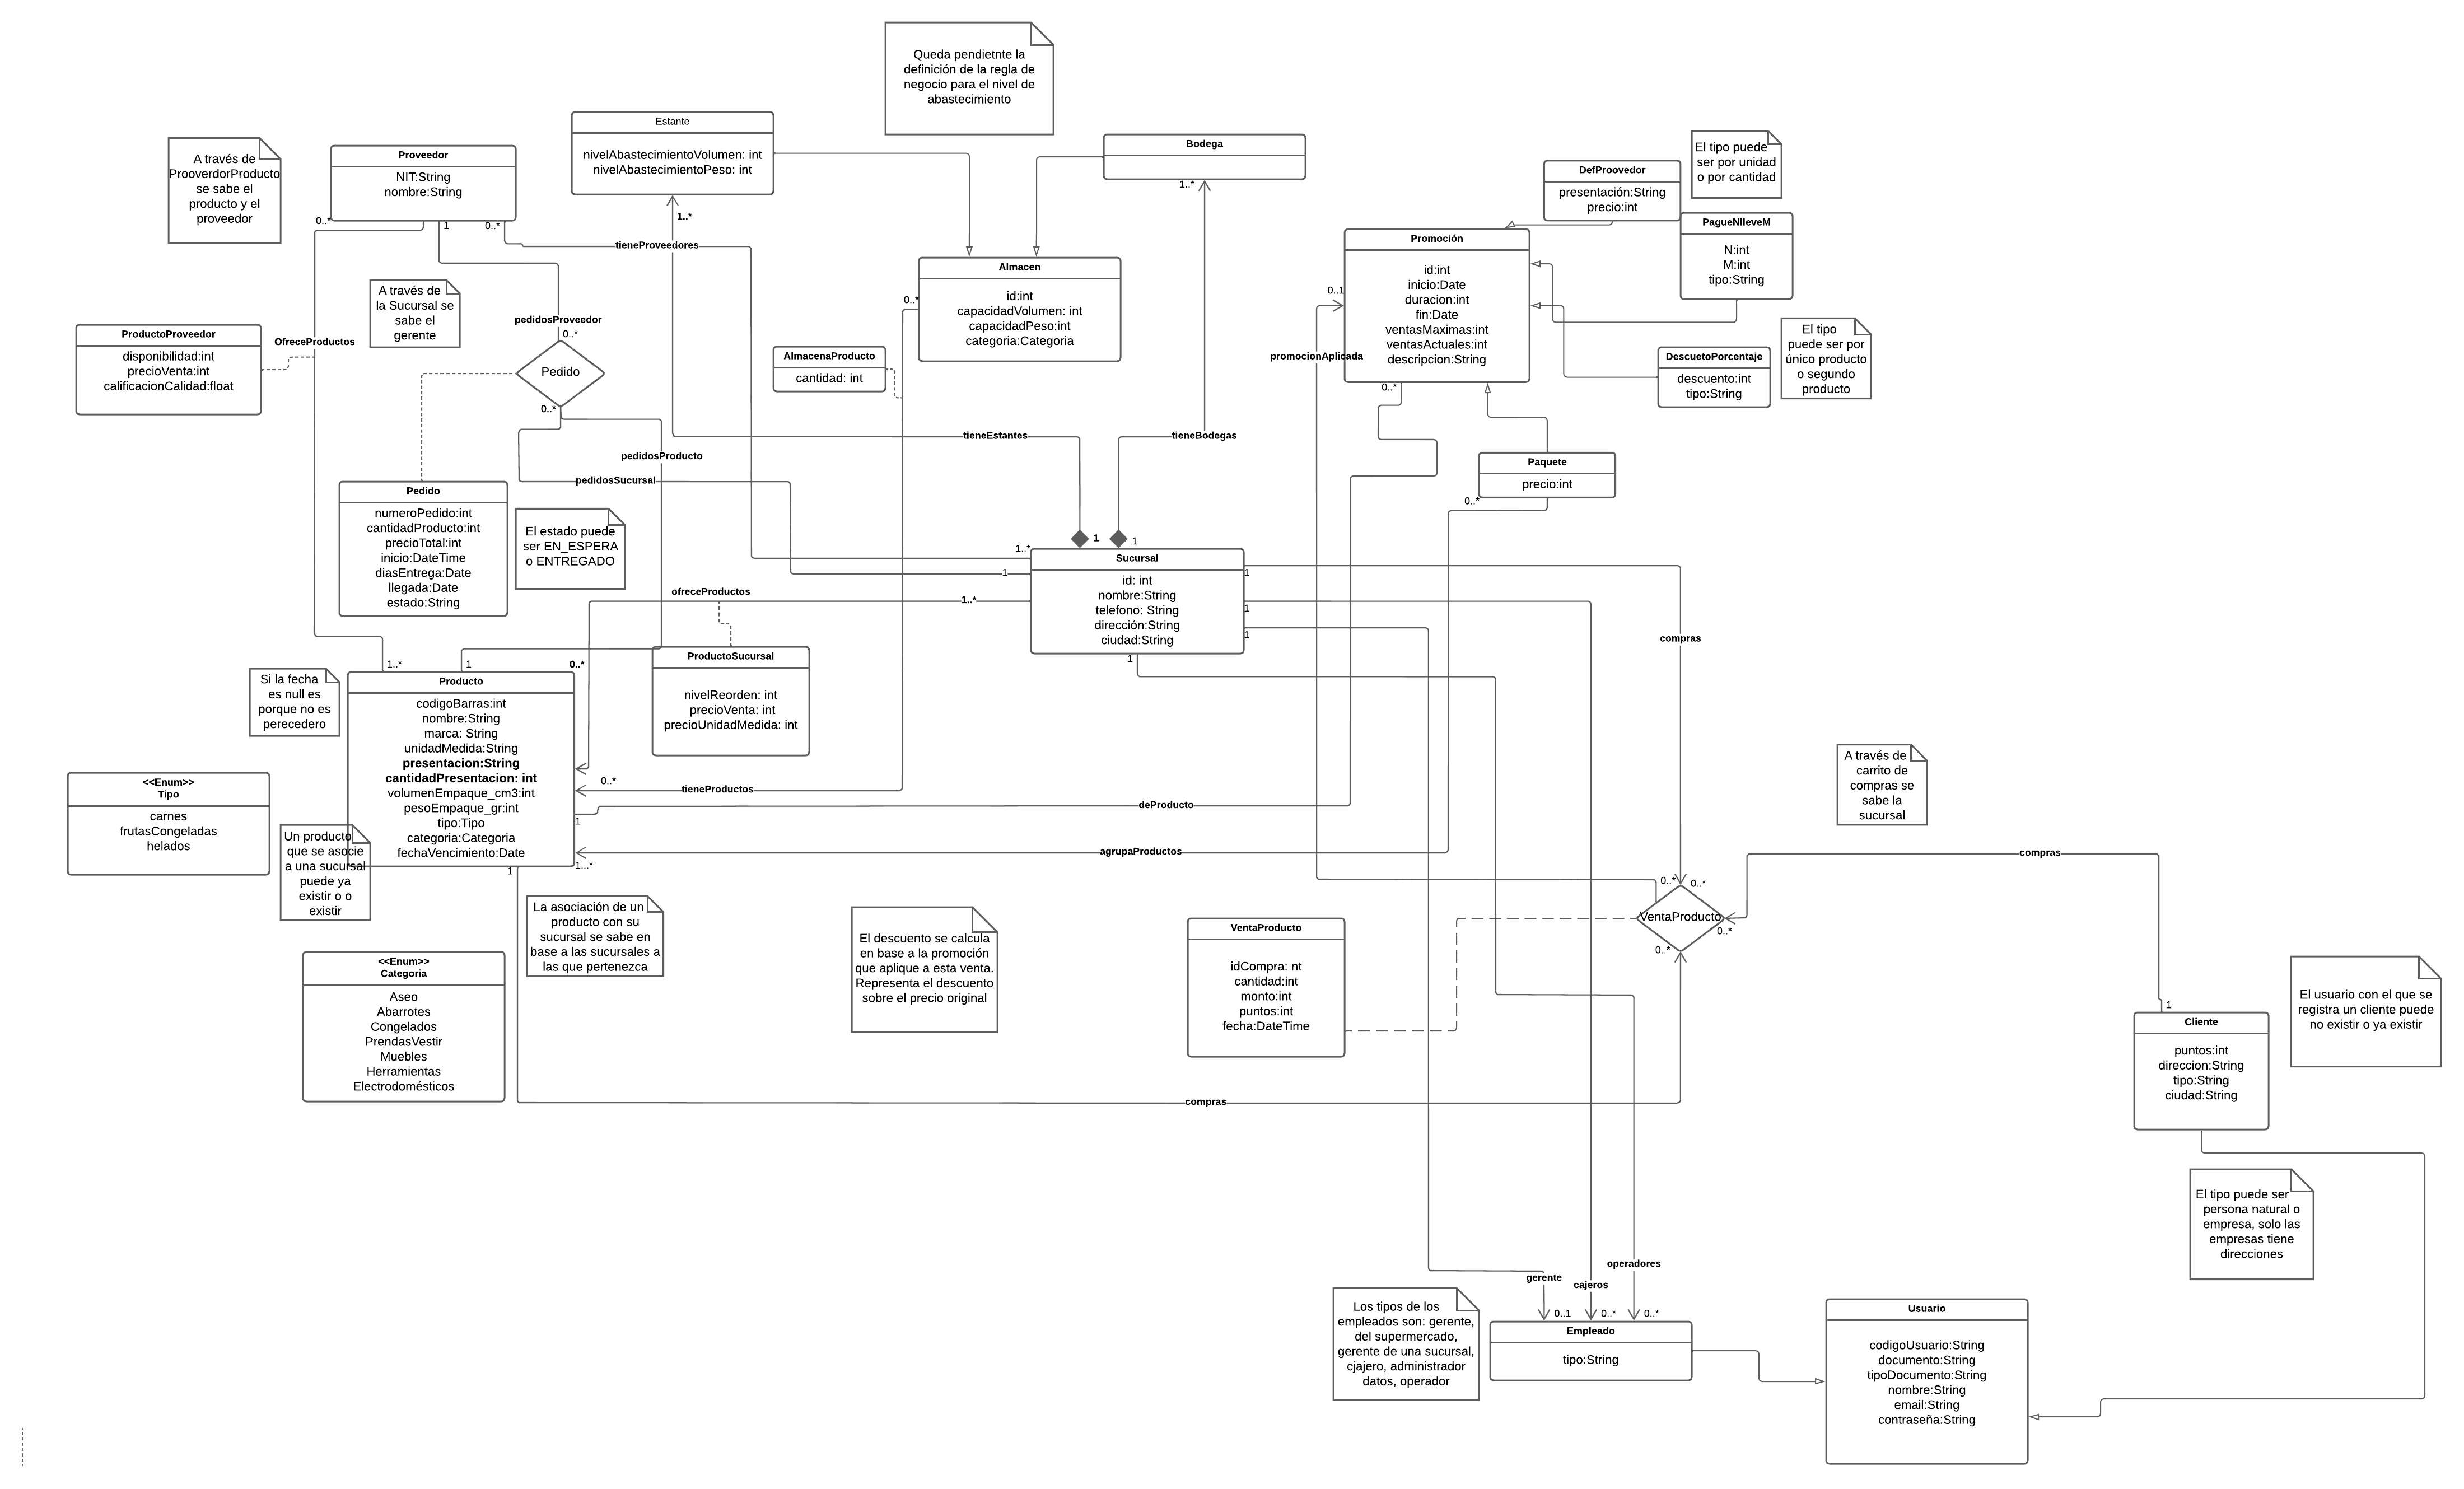 Queda pendietnte la
definición de la regla de
negocio para el nivel de
abastecimiento
Estante
nivelAbastecimientoVolumen: int
nivelAbastecimientoPeso: int
1..*
Bodega
1..*
A través de
ProoverdorProducto
se sabe el
producto y el
proveedor
Proveedor
NIT:String
nombre:String
0..*
1
0..*
tieneProveedores
El tipo puede
ser por unidad
o por cantidad
DefProovedor
presentación:String
precio:int
PagueNlleveM
N:int
M:int
tipo:String
Promoción
id:int
inicio:Date
duracion:int
fin:Date
ventasMaximas:int
ventasActuales:int
descripcion:String
0..1
promocionAplicada
0..*
Almacen
id:int
capacidadVolumen: int
capacidadPeso:int
categoria:Categoria
0..*
A través de
la Sucursal se
sabe el
gerente
pedidosProveedor
0..*
ProductoProveedor
disponibilidad:int
precioVenta:int
calificacionCalidad:float
OfreceProductos
Pedido
0..*
AlmacenaProducto
cantidad: int
El tipo
puede ser por
único producto
o segundo
producto
DescuetoPorcentaje
descuento:int
tipo:String
tieneEstantes
tieneBodegas
pedidosProducto
pedidosSucursal
Paquete
precio:int
0..*
Pedido
numeroPedido:int
cantidadProducto:int
precioTotal:int
inicio:DateTime
diasEntrega:Date
llegada:Date
estado:String
El estado puede
ser EN_ESPERA
o ENTREGADO
1
1
1..*
1
1..*
Sucursal
id: int
nombre:String
telefono: String
dirección:String
ciudad:String
1
1
1
1
compras
ofreceProductos
ProductoSucursal
nivelReorden: int
precioVenta: int
precioUnidadMedida: int
Si la fecha
es null es
porque no es
perecedero
1..*
1
0..*
Producto
codigoBarras:int
nombre:String
marca: String
unidadMedida:String
presentacion:String
cantidadPresentacion: int
volumenEmpaque_cm3:int
pesoEmpaque_gr:int
tipo:Tipo
categoria:Categoria
fechaVencimiento:Date
0..*
tieneProductos
1
deProducto
1...*
agrupaProductos
1
<<Enum>>
Tipo
carnes
frutasCongeladas
helados
Un producto
que se asocie
a una sucursal
puede ya
existir o o
existir
La asociación de un
producto con su
sucursal se sabe en
base a las sucursales a
las que pertenezca
<<Enum>>
Categoria
Aseo
Abarrotes
Congelados
PrendasVestir
Muebles
Herramientas
Electrodomésticos
El descuento se calcula
en base a la promoción
que aplique a esta venta.
Representa el descuento
sobre el precio original
VentaProducto
idCompra: nt
cantidad:int
monto:int
puntos:int
fecha:DateTime
A través de
carrito de
compras se
sabe la
sucursal
compras
0..*
0..*
VentaProducto
0..*
0..*
compras
El usuario con el que se
registra un cliente puede
no existir o ya existir
1
Cliente
puntos:int
direccion:String
tipo:String
ciudad:String
El tipo puede ser
persona natural o
empresa, solo las
empresas tiene
direcciones
gerente
cajeros
operadores
0..1
0..*
0..*
Los tipos de los
empleados son: gerente,
del supermercado,
gerente de una sucursal,
cjajero, administrador
datos, operador
Empleado
tipo:String
Usuario
codigoUsuario:String
documento:String
tipoDocumento:String
nombre:String
email:String
contraseña:String